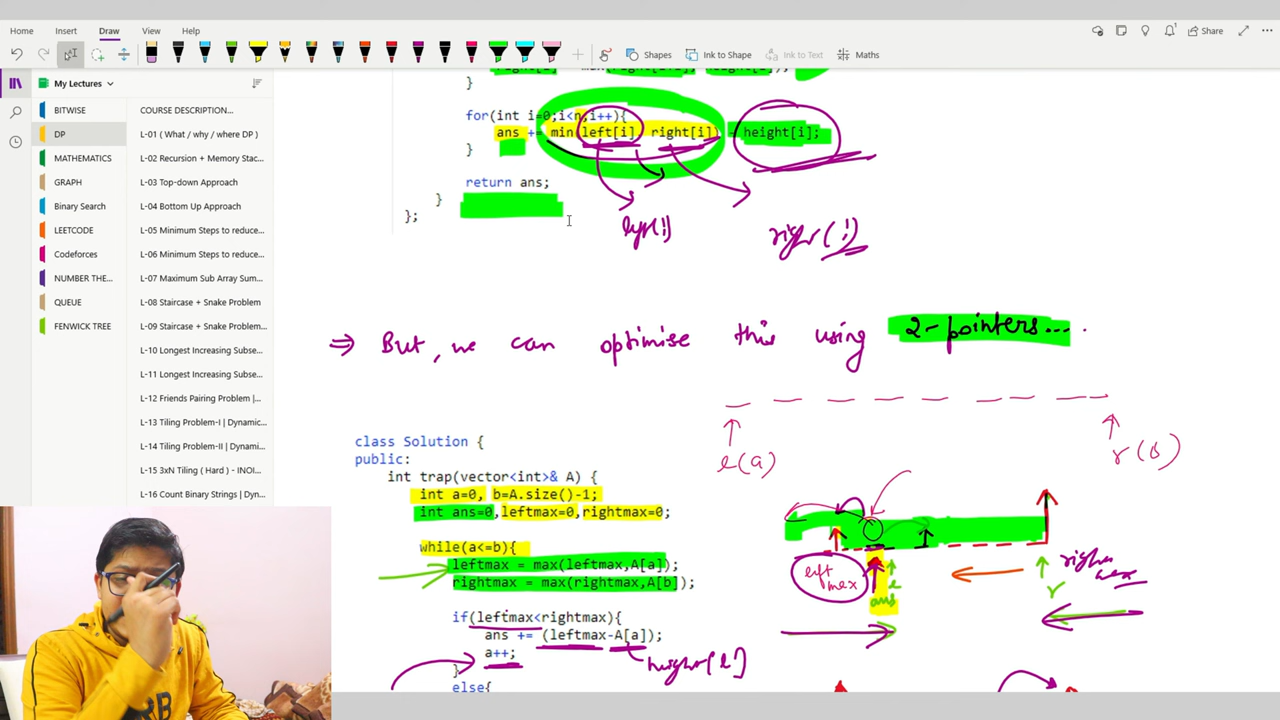 Home Insert Draw View Help
Share
Shapes Ink to Shape Ink to Text Maths
My Lectures
BITWISE
DP
MATHEMATICS
GRAPH
Binary Search
LEETCODE
Codeforces
NUMBER THE...
QUEUE
FENWICK TREE
COURSE DESCRIPTION...
L-01 ( What / why / where DP )
L-02 Recursion + Memory Stac...
L-03 Top-down Approach
L-04 Bottom Up Approach
L-05 Minimum Steps to reduce...
L-06 Minimum Steps to reduce...
L-07 Maximum Sub Array Sum...
L-08 Staircase + Snake Problem
L-09 Staircase + Snake Problem
L-10 Longest Increasing Subse...
L-11 Longest Increasing Subse...
L-12 Friends Pairing Problem |...
L-13 Tiling Problem-I | Dynamic...
L-14 Tiling Problem-II | Dynami...
L-15 3xN Tiling ( Hard ) - INOI...
L-16 Count Binary Strings | Dyn...
}
for(int i=0;i<n;i++){
ans += min(left[i] right[i]) - height[i];
}
return ans;
}
};
right(i)
⇒ But, we can optimise this using 2-pointers...
l(a)
r(b)
class Solution {
public:
int trap(vector<int>& A) {
int a=0, b=A.size()-1;
int ans=0,leftmax=0,rightmax=0;
while(a<=b){
leftmax = max(leftmax,A[a]);
rightmax = max(rightmax,A[b]);
if(leftmax<rightmax){
ans += (leftmax-A[a]);
a++;
}
else{
height[l]
left max
l
ans
r
right max